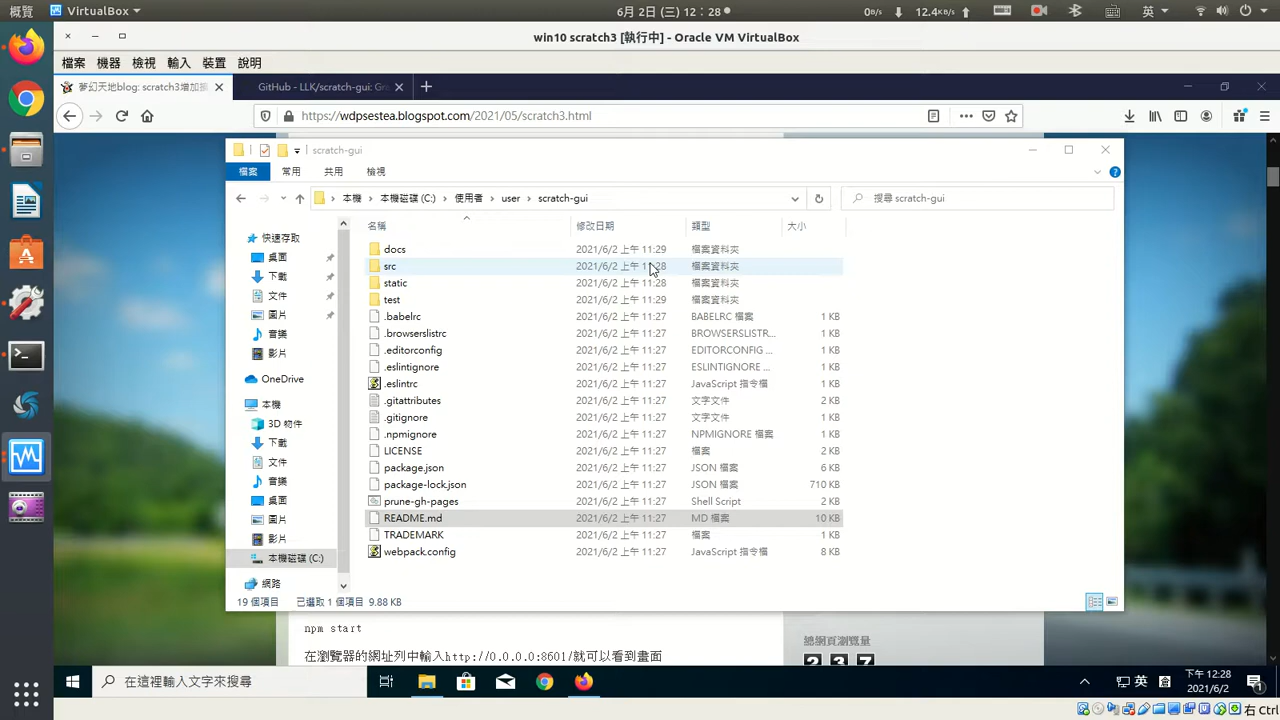 概覽 VirtualBox 6月 2日 (三) 12：28 0B/s 12.4KB/s 英
win10 scratch3 [執行中] - Oracle VM VirtualBox
檔案 機器 檢視 輸入 裝置 說明
夢幻天地blog: scratch3增加擴 GitHub - LLK/scratch-gui: Gra
https://wdpsestea.blogspot.com/2021/05/scratch3.html
scratch-gui
檔案 常用 共用 檢視
本機 本機磁碟 (C:) 使用者 user scratch-gui 搜尋 scratch-gui
名稱 修改日期 類型 大小
快速存取
桌面
下載
文件
圖片
音樂
影片
OneDrive
本機
3D 物件
下載
文件
音樂
桌面
圖片
影片
本機磁碟 (C:)
網路
docs 2021/6/2 上午 11:29 檔案資料夾
src 2021/6/2 上午 11:28 檔案資料夾
static 2021/6/2 上午 11:28 檔案資料夾
test 2021/6/2 上午 11:29 檔案資料夾
.babelrc 2021/6/2 上午 11:27 BABELRC 檔案 1 KB
.browserslistrc 2021/6/2 上午 11:27 BROWSERSLISTR... 1 KB
.editorconfig 2021/6/2 上午 11:27 EDITORCONFIG ... 1 KB
.eslintignore 2021/6/2 上午 11:27 ESLINTIGNORE ... 1 KB
.eslintrc 2021/6/2 上午 11:27 JavaScript 指令檔 1 KB
.gitattributes 2021/6/2 上午 11:27 文字文件 2 KB
.gitignore 2021/6/2 上午 11:27 文字文件 1 KB
.npmignore 2021/6/2 上午 11:27 NPMIGNORE 檔案 1 KB
LICENSE 2021/6/2 上午 11:27 檔案 2 KB
package.json 2021/6/2 上午 11:27 JSON 檔案 6 KB
package-lock.json 2021/6/2 上午 11:27 JSON 檔案 710 KB
prune-gh-pages 2021/6/2 上午 11:27 Shell Script 2 KB
README.md 2021/6/2 上午 11:27 MD 檔案 10 KB
TRADEMARK 2021/6/2 上午 11:27 檔案 1 KB
webpack.config 2021/6/2 上午 11:27 JavaScript 指令檔 8 KB
19 個項目 已選取 1 個項目 9.88 KB
npm start
在瀏覽器的網址列中輸入http://0.0.0.0:8601/就可以看到畫面
總網頁瀏覽量
2 3 7
在這裡輸入文字來搜尋
英 下午 12:28
2021/6/2
右 Ctrl